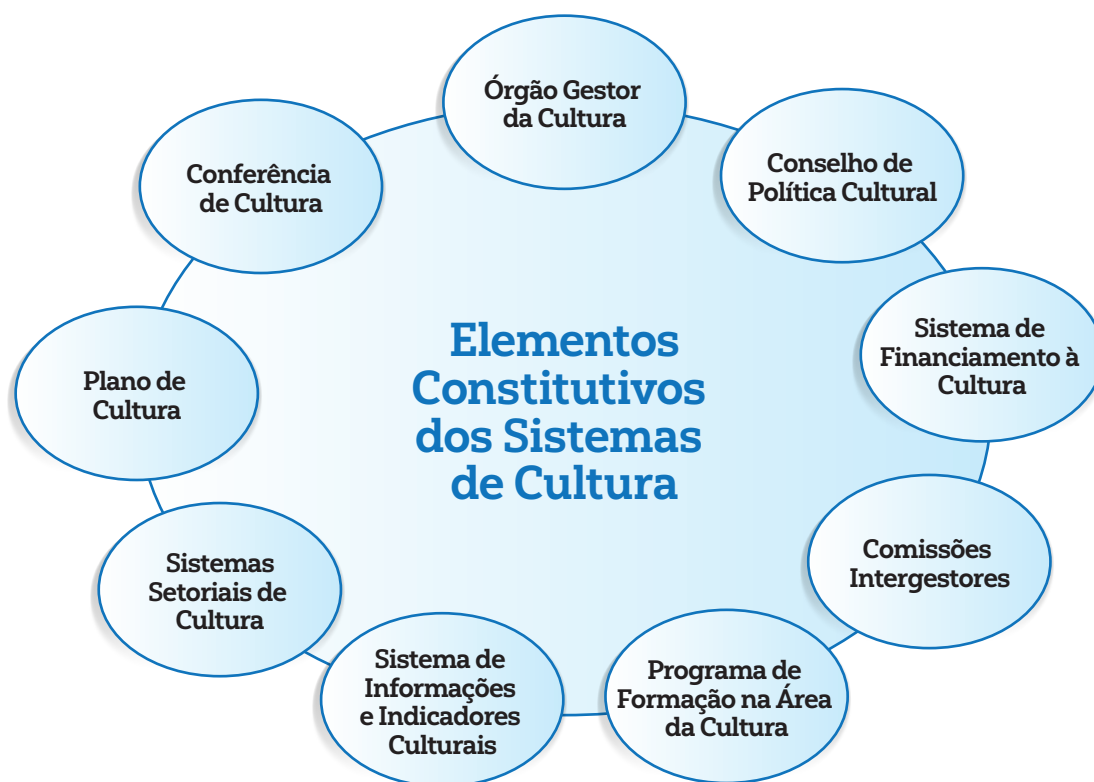 Órgão Gestor
da Cultura
Conselho de
Política Cultural
Sistema de
Financiamento à
Cultura
Comissões
Intergestores
Programa de
Formação na Área
da Cultura
Sistema de
Informações
e Indicadores
Culturais
Sistemas
Setoriais de
Cultura
Plano de
Cultura
Conferência
de Cultura
Elementos
Constitutivos
dos Sistemas
de Cultura